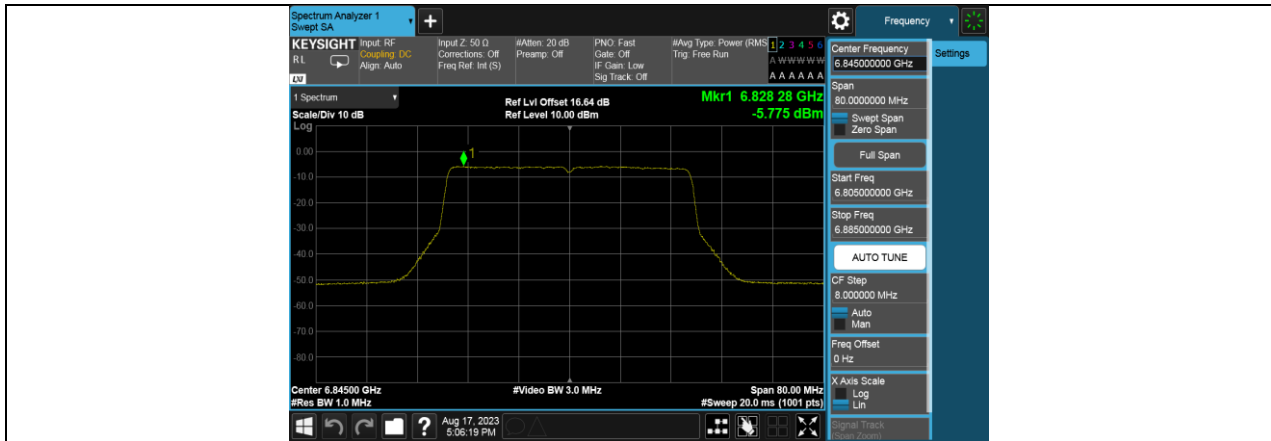 Spectrum Analyzer 1
Swept SA
Frequency
KEYSIGHT
RL
LXI
Input: RF
Coupling: DC
Align: Auto
Input Z: 50 Ω
Corrections: Off
Freq Ref: Int (S)
#Atten: 20 dB
Preamp: Off
PNO: Fast
Gate: Off
IF Gain: Low
Sig Track: Off
#Avg Type: Power (RMS
Trig: Free Run
1 2 3 4 5 6
A W W W W W
A A A A A A
1 Spectrum
Scale/Div 10 dB
Log
Ref Lvl Offset 16.64 dB
Ref Level 10.00 dBm
Mkr1 6.828 28 GHz
-5.775 dBm
1
0.00
-10.0
-20.0
-30.0
-40.0
-50.0
-60.0
-70.0
-80.0
Center 6.84500 GHz
#Res BW 1.0 MHz
#Video BW 3.0 MHz
Span 80.00 MHz
#Sweep 20.0 ms (1001 pts)
Aug 17, 2023
5:06:19 PM
Center Frequency
6.845000000 GHz
Settings
Span
80.0000000 MHz
Swept Span
Zero Span
Full Span
Start Freq
6.805000000 GHz
Stop Freq
6.885000000 GHz
AUTO TUNE
CF Step
8.000000 MHz
Auto
Man
Freq Offset
0 Hz
X Axis Scale
Log
Lin
Signal Track
(Span Zoom)